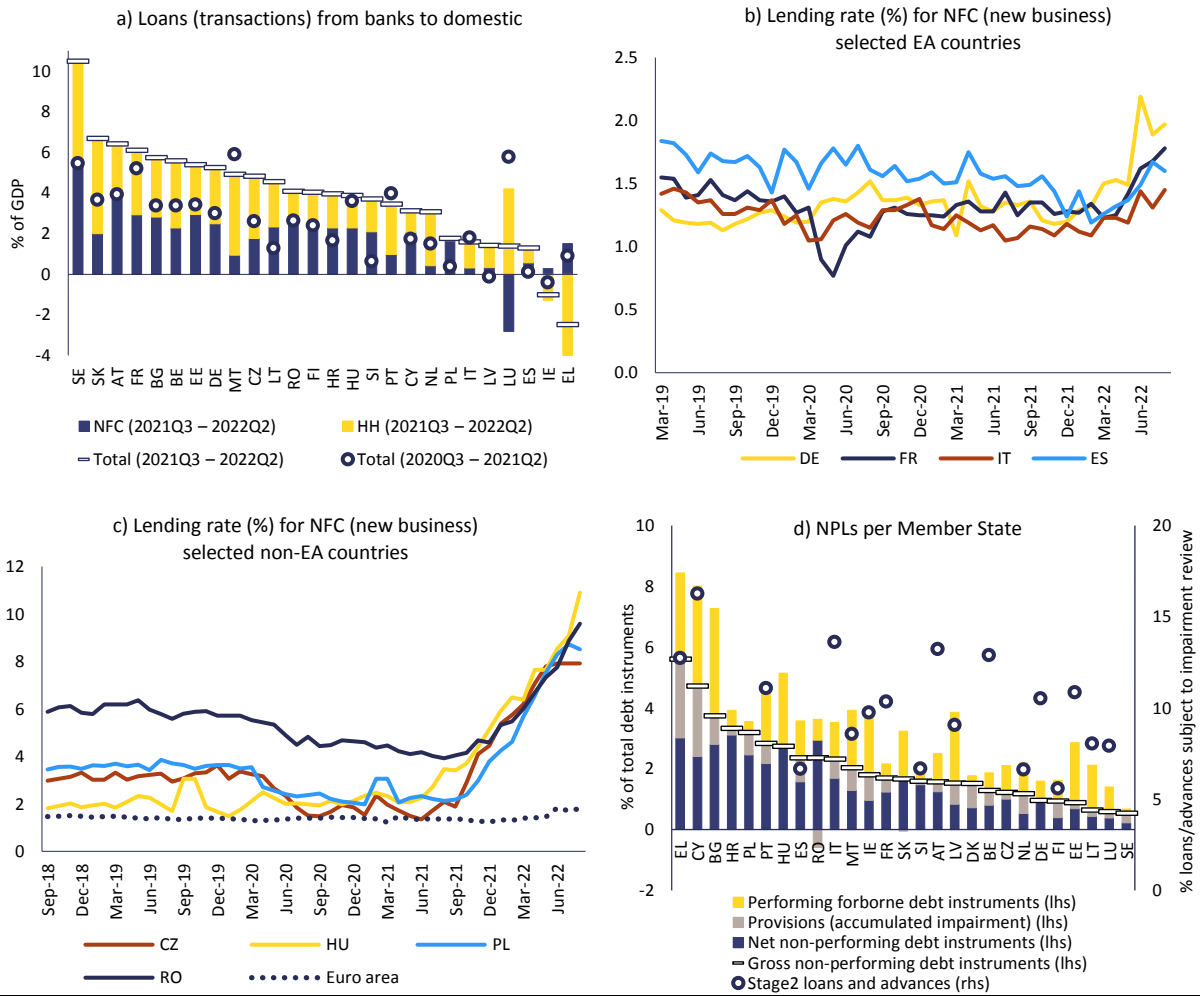 a) Loans (transactions) from banks to domestic
% of GDP
10
8
6
4
2
0
-2
-4
SE SK AT FR BG BE EE DE MT CZ LT RO FI HR HU SI PT CY NL PL IT LV LU ES IE EL
NFC (2021Q3 – 2022Q2) HH (2021Q3 – 2022Q2)
Total (2021Q3 – 2022Q2) Total (2020Q3 – 2021Q2)
b) Lending rate (%) for NFC (new business)
selected EA countries
2.5
2.0
1.5
1.0
0.5
0.0
Mar-19 Jun-19 Sep-19 Dec-19 Mar-20 Jun-20 Sep-20 Dec-20 Mar-21 Jun-21 Sep-21 Dec-21 Mar-22 Jun-22
DE FR IT ES
c) Lending rate (%) for NFC (new business)
selected non-EA countries
12
10
8
6
4
2
0
Sep-18 Dec-18 Mar-19 Jun-19 Sep-19 Dec-19 Mar-20 Jun-20 Sep-20 Dec-20 Mar-21 Jun-21 Sep-21 Dec-21 Mar-22 Jun-22
CZ HU PL
RO Euro area
d) NPLs per Member State
% of total debt instruments
10
8
6
4
2
0
-2
20
15
10
5
0
% loans/advances subject to impairment review
EL CY BG HR PL PT HU ES RO IT MT IE FR SK SI AT LV DK BE CZ NL DE FI EE LT LU SE
Performing forborne debt instruments (lhs)
Provisions (accumulated impairment) (lhs)
Net non-performing debt instruments (lhs)
Gross non-performing debt instruments (lhs)
Stage2 loans and advances (rhs)